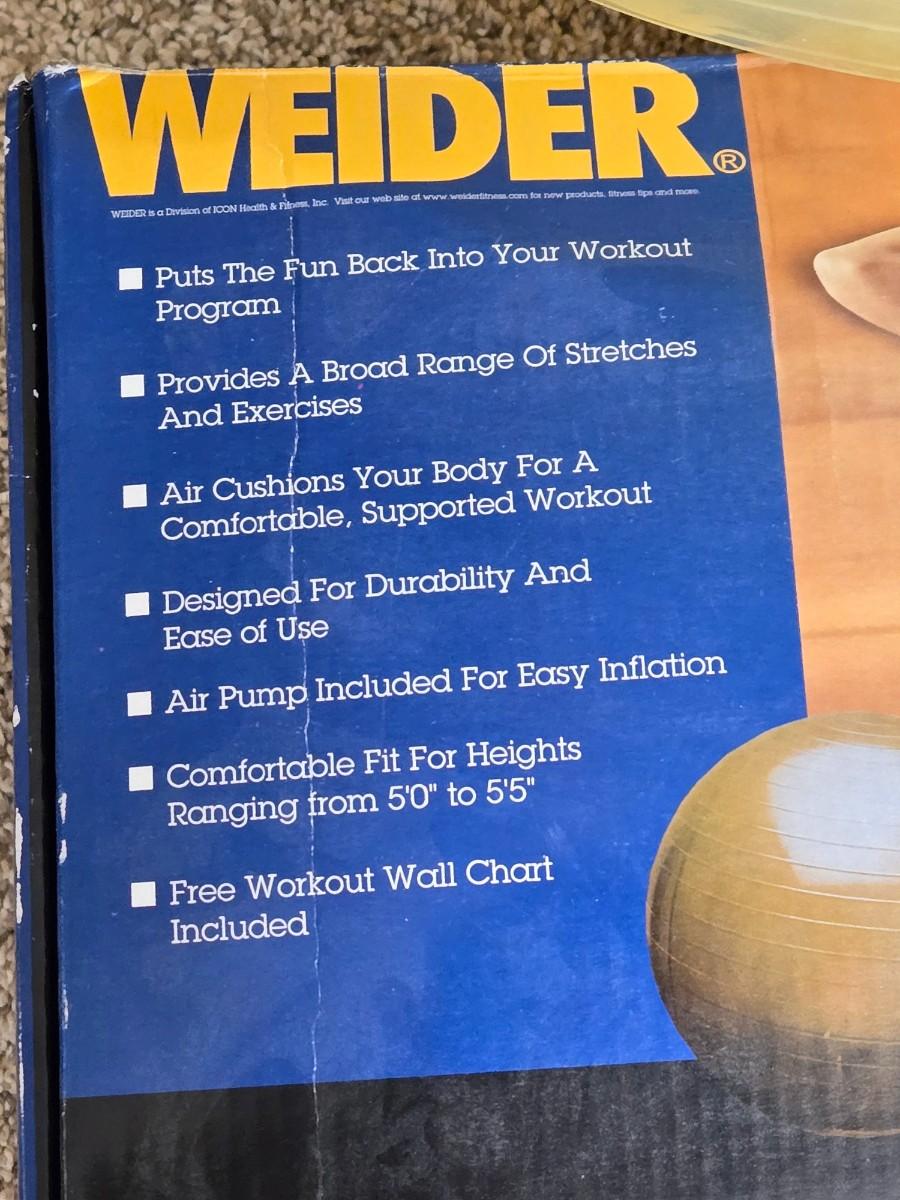 WEIDER®
WEIDER is a Division of ICON Health & Fitness, Inc. Visit our web site at www.weiderfitness.com for new products, fitness tips and more.
Puts The Fun Back Into Your Workout
Program
Provides A Broad Range Of Stretches
And Exercises
Air Cushions Your Body For A
Comfortable, Supported Workout
Designed For Durability And
Ease of Use
Air Pump Included For Easy Inflation
Comfortable Fit For Heights
Ranging from 5'0" to 5'5"
Free Workout Wall Chart
Included